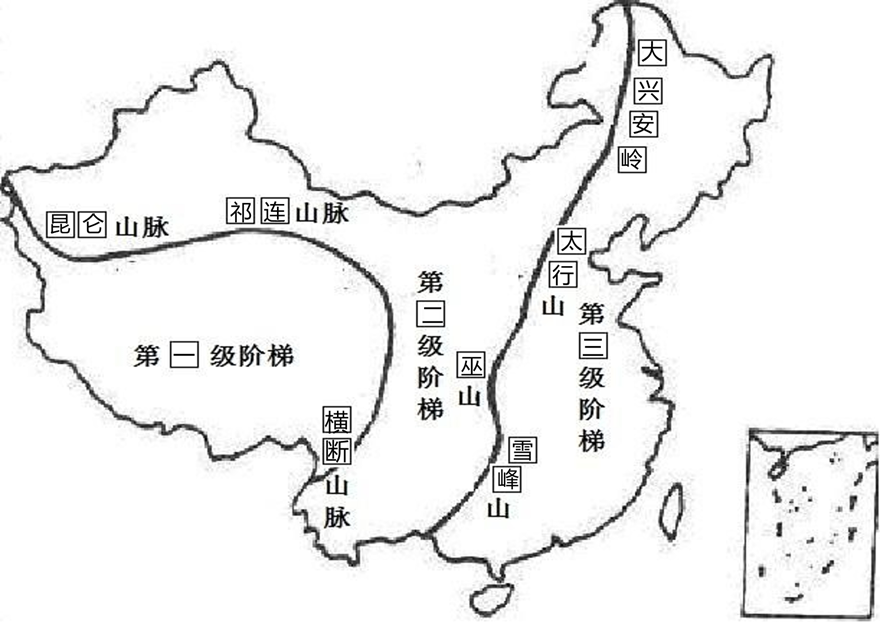 大兴安岭
昆仑山脉
祁连山脉
太行山
第二级阶梯
第三级阶梯
第一级阶梯
巫山
横断山脉
雪峰山